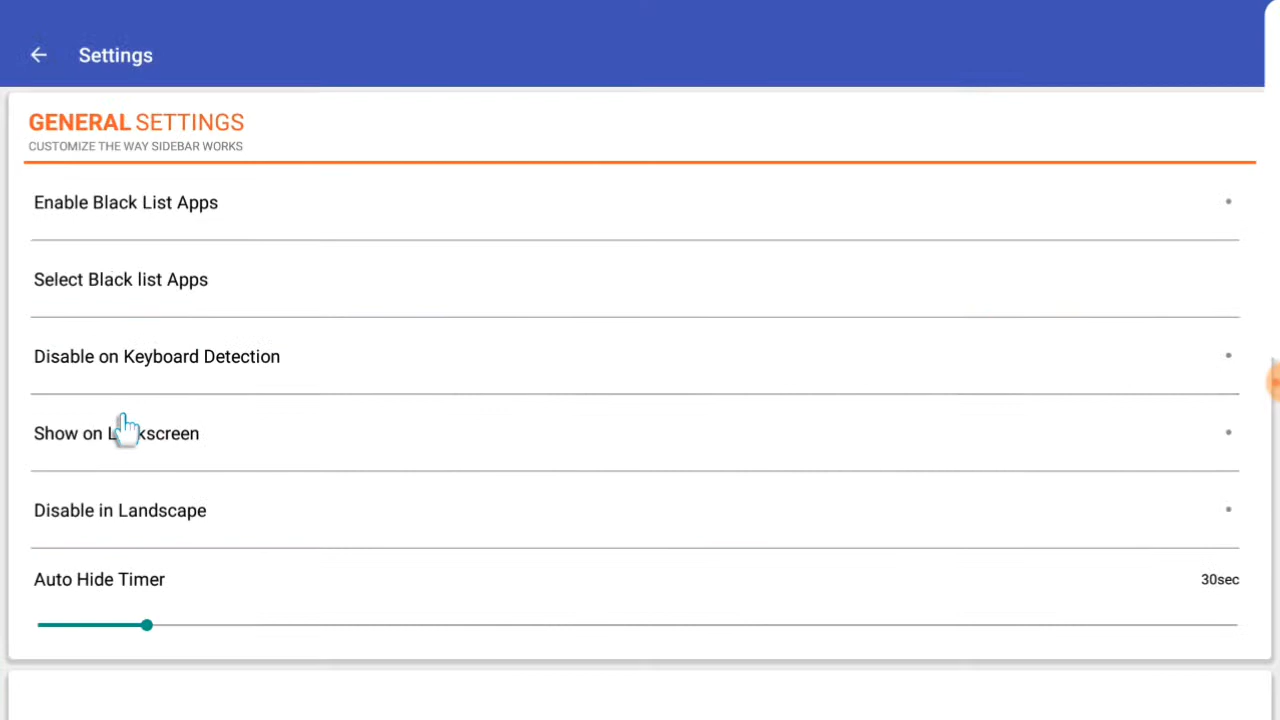 Settings
GENERAL SETTINGS
CUSTOMIZE THE WAY SIDEBAR WORKS
Enable Black List Apps
Select Black list Apps
Disable on Keyboard Detection
Show on
Disable in Landscape
Auto Hide Timer
30sec